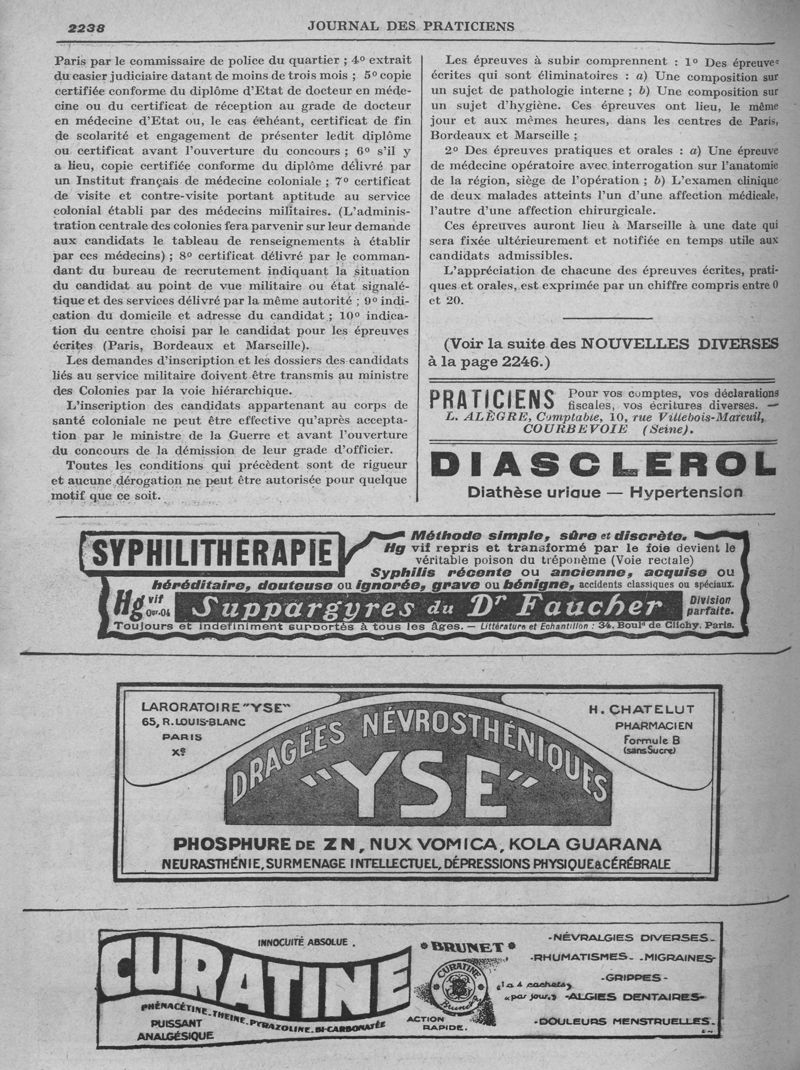 2238
JOURNAL DES PRATICIENS
Paris par le commissaire de police du quartier ; 4º extrait
du casier judiciaire datant de moins de trois mois ; 5º copie
certifiée conforme du diplôme d'Etat de docteur en méde-
cine ou du certificat de réception au grade de docteur
en médecine d'Etat ou, le cas échéant, certificat de fin
de scolarité et engagement de présenter ledit diplôme
ou certificat avant l'ouverture du concours ; 6º s'il y
a lieu, copie certifiée conforme du diplôme délivré par
un Institut français de médecine coloniale ; 7º certificat
de visite et contre-visite portant aptitude au service
colonial établi par des médecins militaires. (L'adminis-
tration centrale des colonies fera parvenir sur leur demande
aux candidats le tableau de renseignements à établir
par ces médecins) ; 8º certificat délivré par le comman-
dant du bureau de recrutement indiquant la situation
du candidat au point de vue militaire ou état signalé-
tique et des services délivré par la même autorité ; 9º indi-
cation du domicile et adresse du candidat ; 10º indica-
tion du centre choisi par le candidat pour les épreuves
écrites (Paris, Bordeaux et Marseille).
Les demandes d'inscription et les dossiers des candidats
liés au service militaire doivent être transmis au ministre
des Colonies par la voie hiérarchique.
L'inscription des candidats appartenant au corps de
santé coloniale ne peut être effective qu'après accepta-
tion par le ministre de la Guerre et avant l'ouverture
du concours de la démission de leur grade d'officier.
Toutes les conditions qui précèdent sont de rigueur
et aucune dérogation ne peut être autorisée pour quelque
motif que ce soit.
Les épreuves à subir comprennent : 1º Des épreuves
écrites qui sont éliminatoires : a) Une composition sur
un sujet de pathologie interne ; b) Une composition sur
un sujet d'hygiène. Ces épreuves ont lieu, le même
jour et aux mêmes heures, dans les centres de Paris,
Bordeaux et Marseille ;
2º Des épreuves pratiques et orales : a) Une épreuve
de médecine opératoire avec interrogation sur l'anatomie
de la région, siège de l'opération ; b) L'examen clinique
de deux malades atteints l'un d'une affection médicale,
l'autre d'une affection chirurgicale.
Ces épreuves auront lieu à Marseille à une date qui
sera fixée ultérieurement et notifiée en temps utile aux
candidats admissibles.
L'appréciation de chacune des épreuves écrites, prati-
ques et orales, est exprimée par un chiffre compris entre 0
et 20.
(Voir la suite des NOUVELLES DIVERSES
à la page 2246.)
PRATICIENS Pour vos comptes, vos déclarations
fiscales, vos écritures diverses. —
L. ALÈGRE, Comptable, 10, rue Villebois-Mareuil,
COURBEVOIE (Seine).
DIASCLEROL
Diathèse urique — Hypertension
SYPHILITHERAPIE
Méthode simple, sûre et discrète.
Hg vif repris et transformé par le foie devient le
véritable poison du tréponème (Voie rectale)
Syphilis récente ou ancienne, acquise ou
héréditaire, douteuse ou ignorée, grave ou bénigne, accidents classiques ou spéciaux.
Hg vif 0gr.04 Suppargyres du Dr Faucher Division parfaite.
Toujours et indéfiniment supportés à tous les âges. — Littérature et Echantillon : 34, Boulд de Clichy. Paris.
LARORATOIRE "YSE"
65, R. LOUIS-BLANC
PARIS
Xº
H. CHATELUT
PHARMACIEN
Formule B
(sans Sucre)
DRAGÉES NÉVROSTHÉNIQUES
"YSE"
PHOSPHURE DE ZN, NUX VOMICA, KOLA GUARANA
NEURASTHÉNIE, SURMENAGE INTELLECTUEL, DÉPRESSIONS PHYSIQUE & CÉRÉBRALE
CURATINE
INNOCUITÉ ABSOLUE.
PHÉNACÉTINE-THEINE-PYRAZOLINE-BI-CARBONATÉE
PUISSANT
ANALGÉSIQUE
BRUNET
CURATINE
Brunet
ACTION
RAPIDE.
1 à 4 cachets
par jour
-NÉVRALGIES DIVERSES-
-RHUMATISMES- -MIGRAINES-
-GRIPPES-
-ALGIES DENTAIRES-
-DOULEURS MENSTRUELLES-